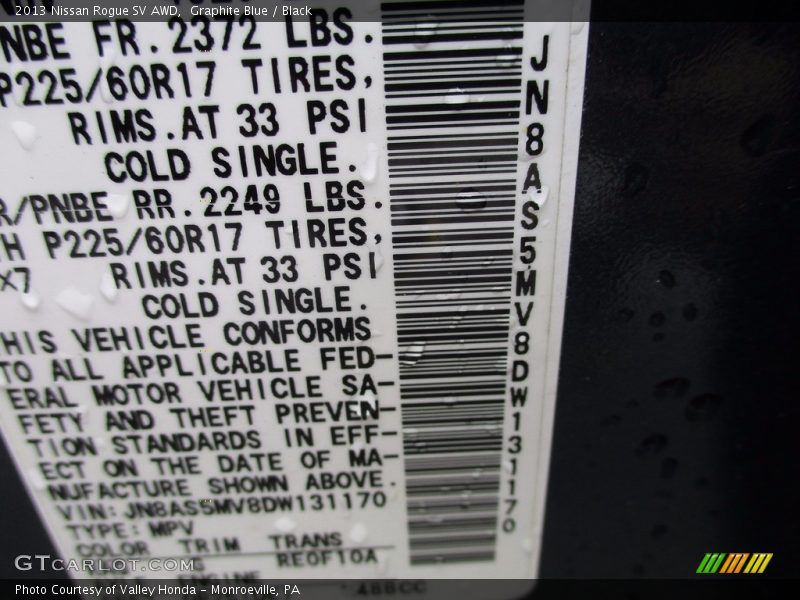 2013 Nissan Rogue SV AWD, Graphite Blue / Black
NBE FR. 2372 LBS.
P225/60R17 TIRES,
RIMS. AT 33 PSI
COLD SINGLE.
R/PNBE RR. 2249 LBS.
H P225/60R17 TIRES,
X7 RIMS. AT 33 PSI
COLD SINGLE.
HIS VEHICLE CONFORMS
TO ALL APPLICABLE FED-
ERAL MOTOR VEHICLE SA-
FETY AND THEFT PREVEN-
TION STANDARDS IN EFF-
ECT ON THE DATE OF MA-
NUFACTURE SHOWN ABOVE.
VIN: JN8AS5MV8DW131170
TYPE: MPV
COLOR TRIM TRANS
RE0F10A
JN8AS5MV8DW131170
GTCARLOT.COM
Photo Courtesy of Valley Honda – Monroeville, PA